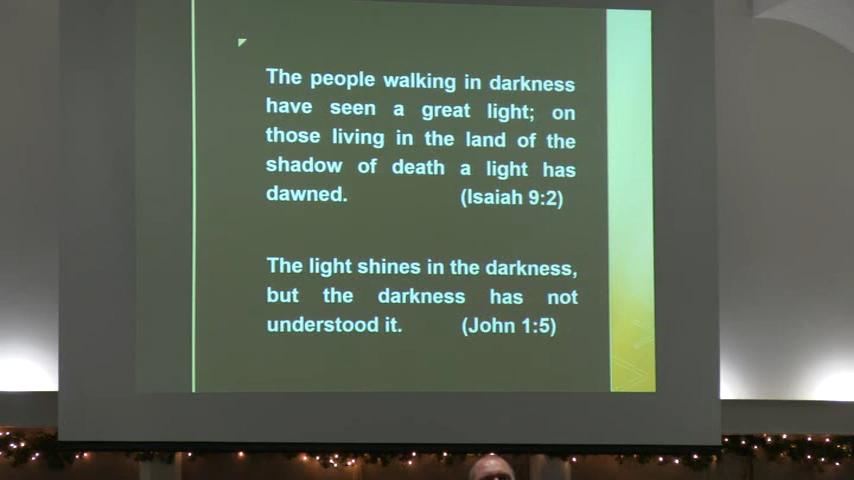 The people walking in darkness
have seen a great light; on
those living in the land of the
shadow of death a light has
dawned. (Isaiah 9:2)
The light shines in the darkness,
but the darkness has not
understood it. (John 1:5)